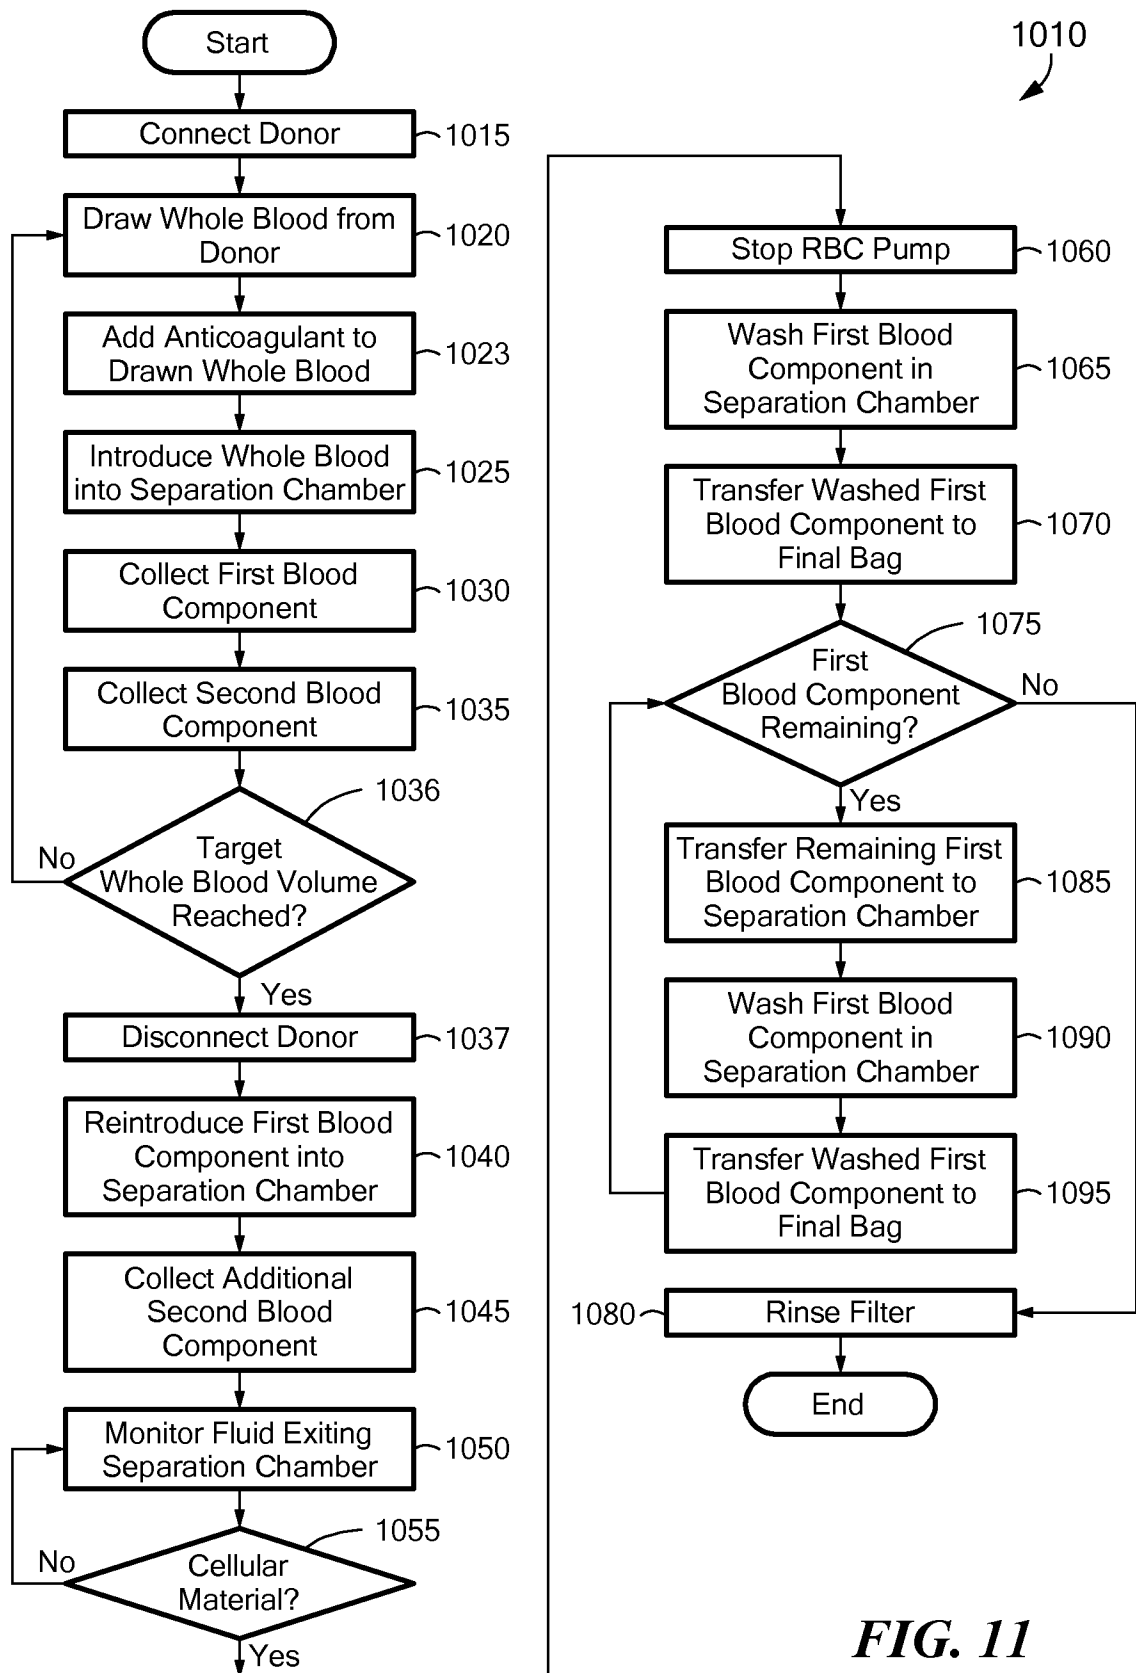 Start
Connect Donor
1015
Draw Whole Blood from
Donor
1020
Add Anticoagulant to
Drawn Whole Blood
1023
Introduce Whole Blood
into Separation Chamber
1025
Collect First Blood
Component
1030
Collect Second Blood
Component
1035
1036
Target
Whole Blood Volume
Reached?
No
Yes
Disconnect Donor
1037
Reintroduce First Blood
Component into
Separation Chamber
1040
Collect Additional
Second Blood
Component
1045
Monitor Fluid Exiting
Separation Chamber
1050
1055
Cellular
Material?
No
Yes
1010
Stop RBC Pump
1060
Wash First Blood
Component in
Separation Chamber
1065
Transfer Washed First
Blood Component to
Final Bag
1070
1075
First
Blood Component
Remaining?
No
Yes
Transfer Remaining First
Blood Component to
Separation Chamber
1085
Wash First Blood
Component in
Separation Chamber
1090
Transfer Washed First
Blood Component to
Final Bag
1095
1080
Rinse Filter
End
FIG. 11